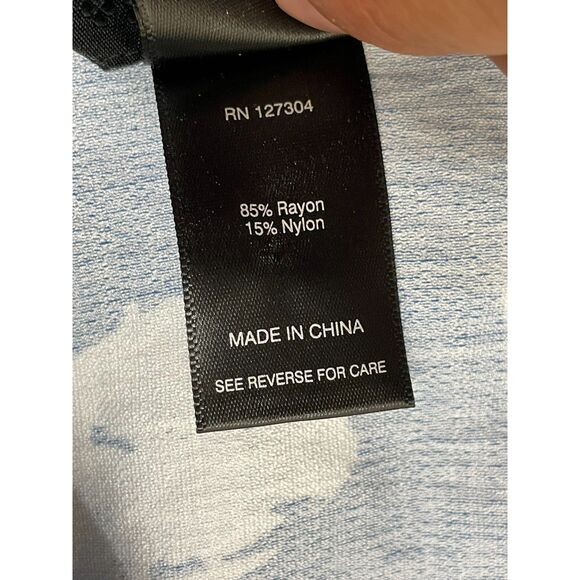 RN 127304
85% Rayon
15% Nylon
MADE IN CHINA
SEE REVERSE FOR CARE